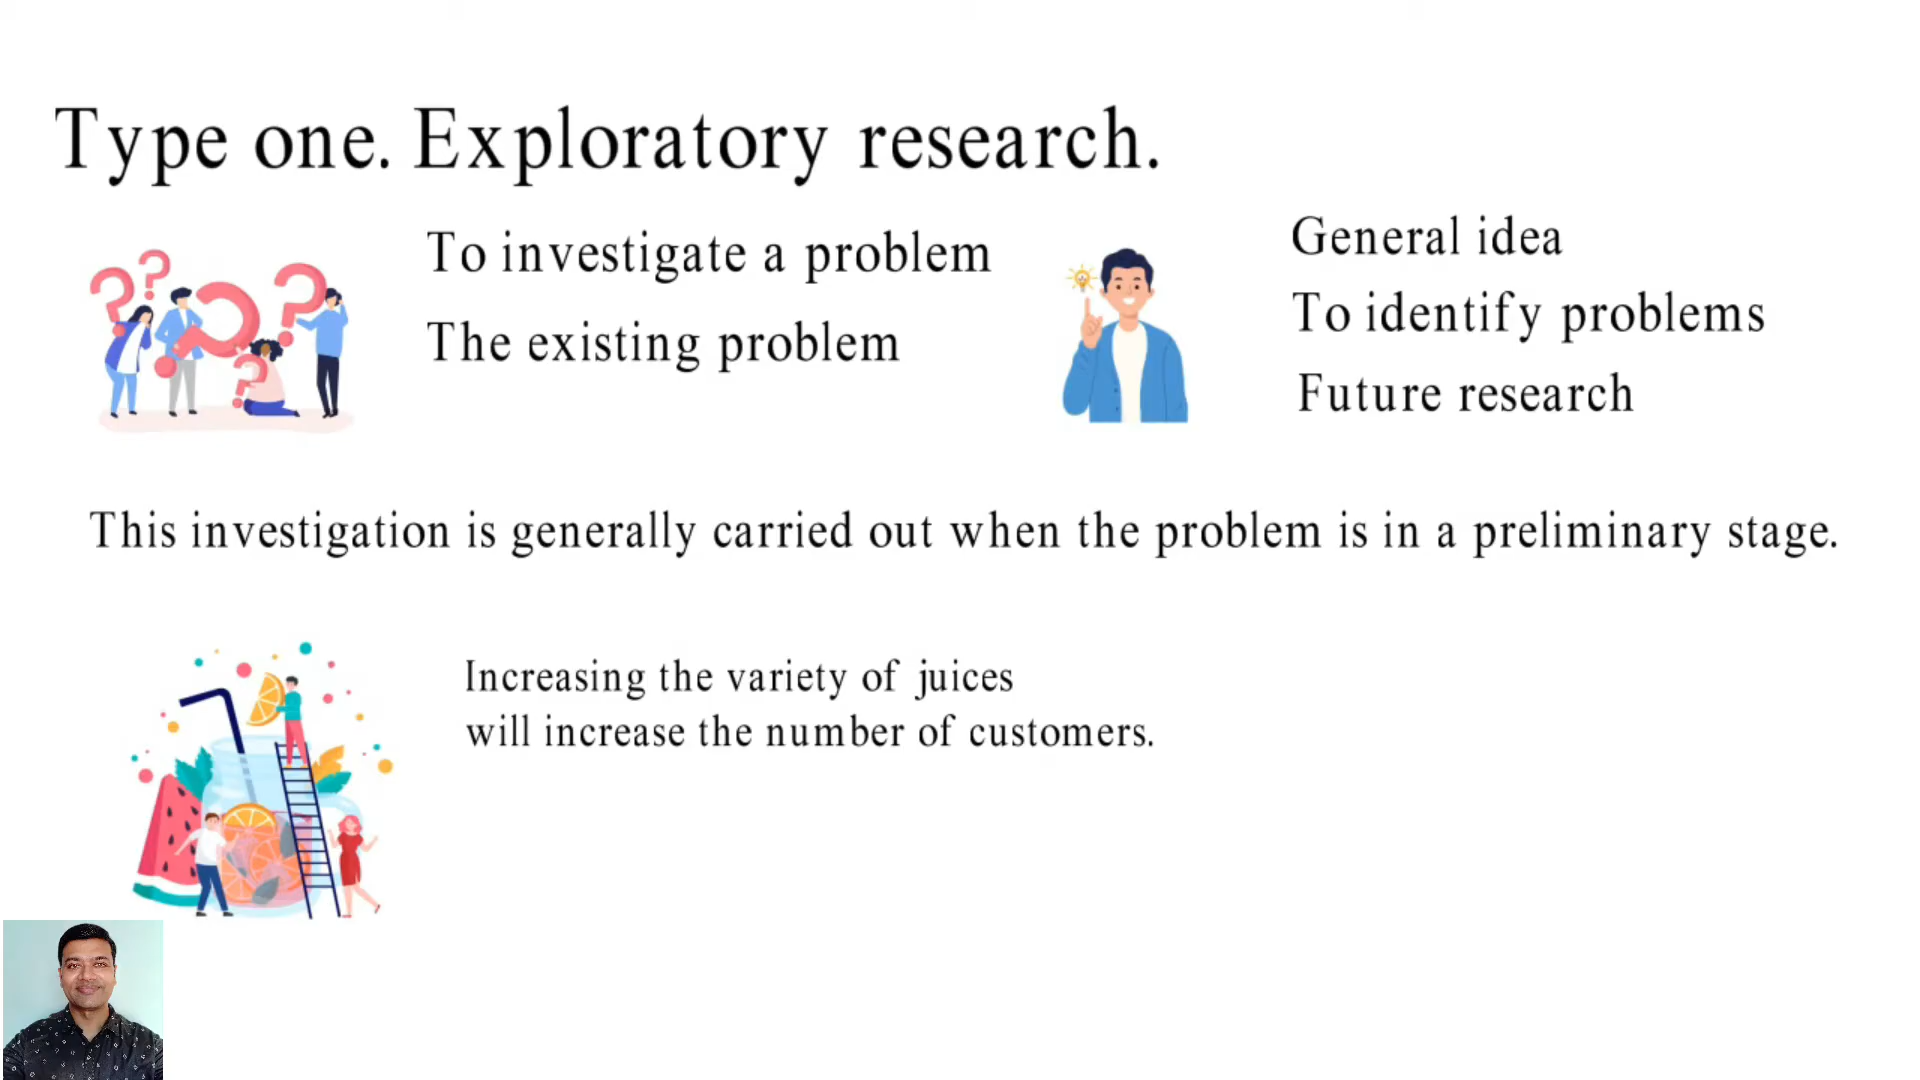 Type one. Exploratory research.
To investigate a problem
The existing problem
General idea
To identify problems
Future research
This investigation is generally carried out when the problem is in a preliminary stage.
Increasing the variety of juices
will increase the number of customers.